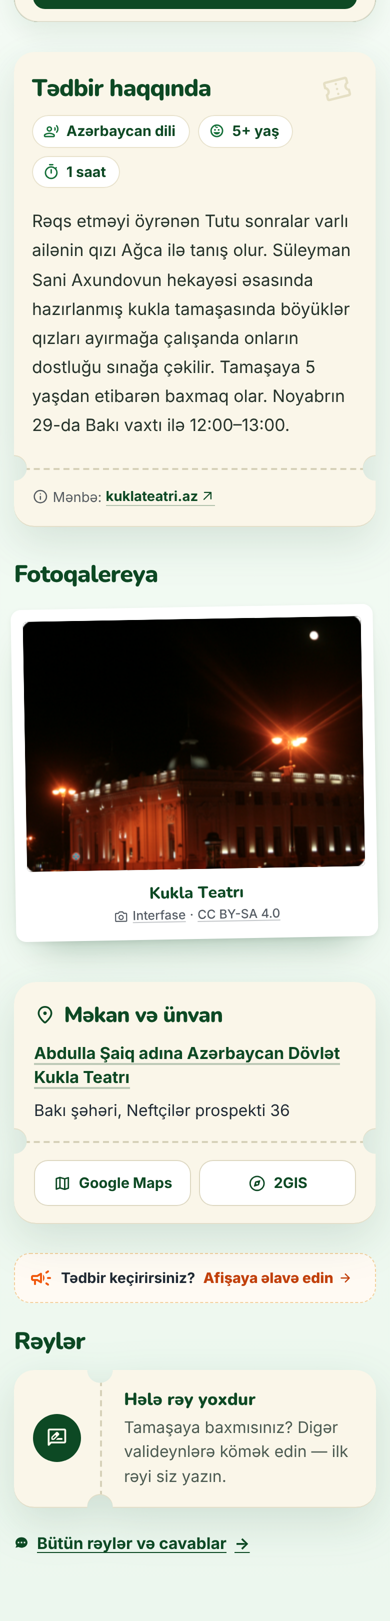 Tədbir haqqında
Azərbaycan dili
5+ yaş
1 saat
Rəqs etməyi öyrənən Tutu sonralar varlı
ailənin qızı Ağca ilə tanış olur. Süleyman
Sani Axundovun hekayəsi əsasında
hazırlanmış kukla tamaşasında böyüklər
qızları ayırmağa çalışanda onların
dostluğu sınağa çəkilir. Tamaşaya 5
yaşdan etibarən baxmaq olar. Noyabrın
29-da Bakı vaxtı ilə 12:00–13:00.
Mənbə: kuklateatri.az ↗
Fotoqalereya
Kukla Teatrı
Interfase · CC BY-SA 4.0
Məkan və ünvan
Abdulla Şaiq adına Azərbaycan Dövlət
Kukla Teatrı
Bakı şəhəri, Neftçilər prospekti 36
Google Maps
2GIS
Tədbir keçirirsiniz? Afişaya əlavə edin →
Rəylər
Hələ rəy yoxdur
Tamaşaya baxmısınız? Digər
valideynlərə kömək edin — ilk
rəyi siz yazın.
Bütün rəylər və cavablar →